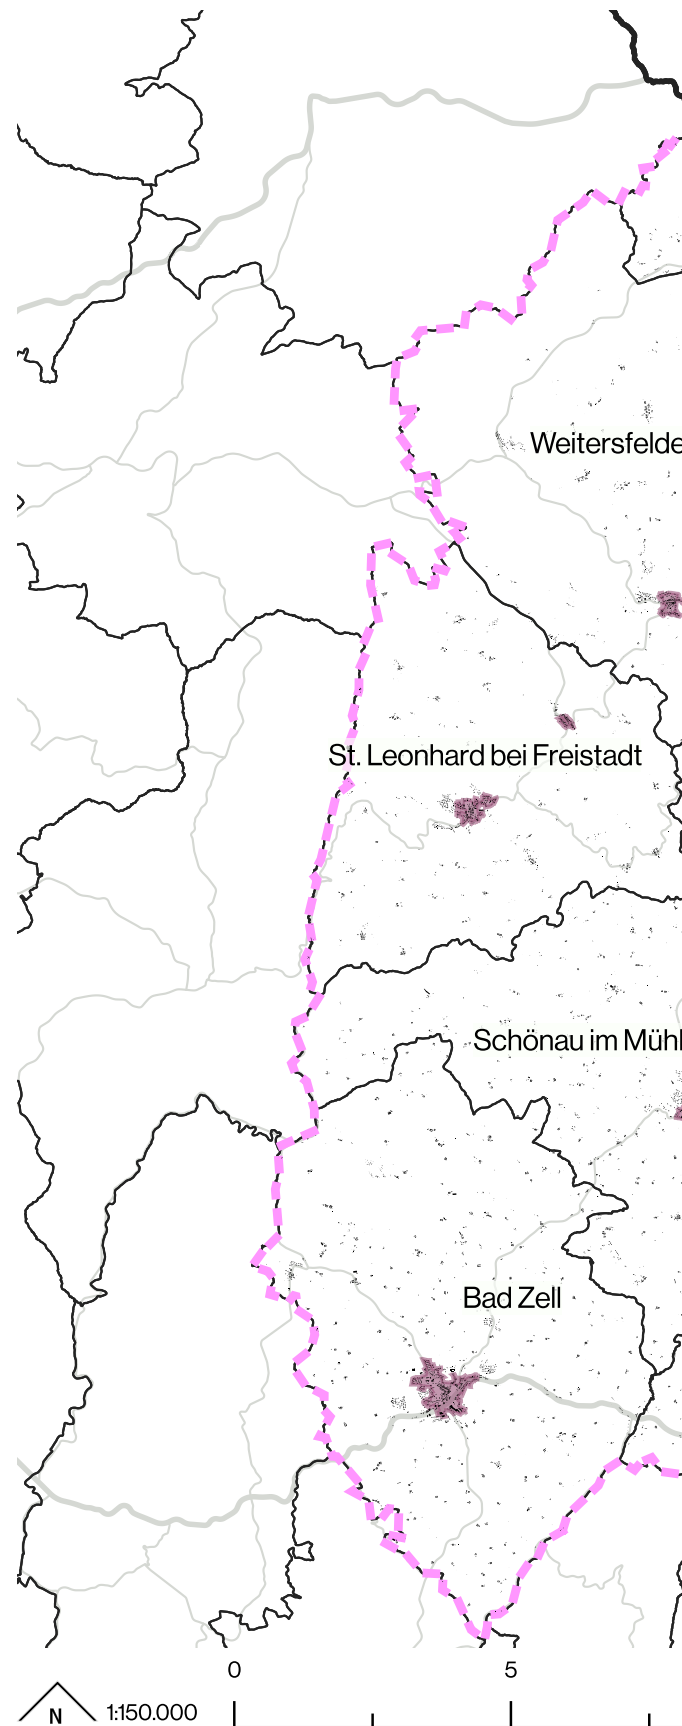 Weitersfelde
St. Leonhard bei Freistadt
Schönau im Mühl
Bad Zell
0 5
N 1:150.000